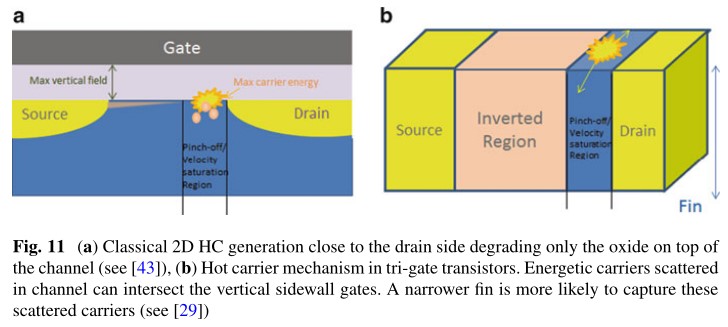 a
Gate
Max vertical field
Max carrier energy
Source
Drain
Pinch-off/
Velocity
saturation
Region
b
Source
Inverted
Region
Pinch-off/
Velocity
saturation
Region
Drain
Fin
Fig. 11 (a) Classical 2D HC generation close to the drain side degrading only the oxide on top of
the channel (see [43]), (b) Hot carrier mechanism in tri-gate transistors. Energetic carriers scattered
in channel can intersect the vertical sidewall gates. A narrower fin is more likely to capture these
scattered carriers (see [29])